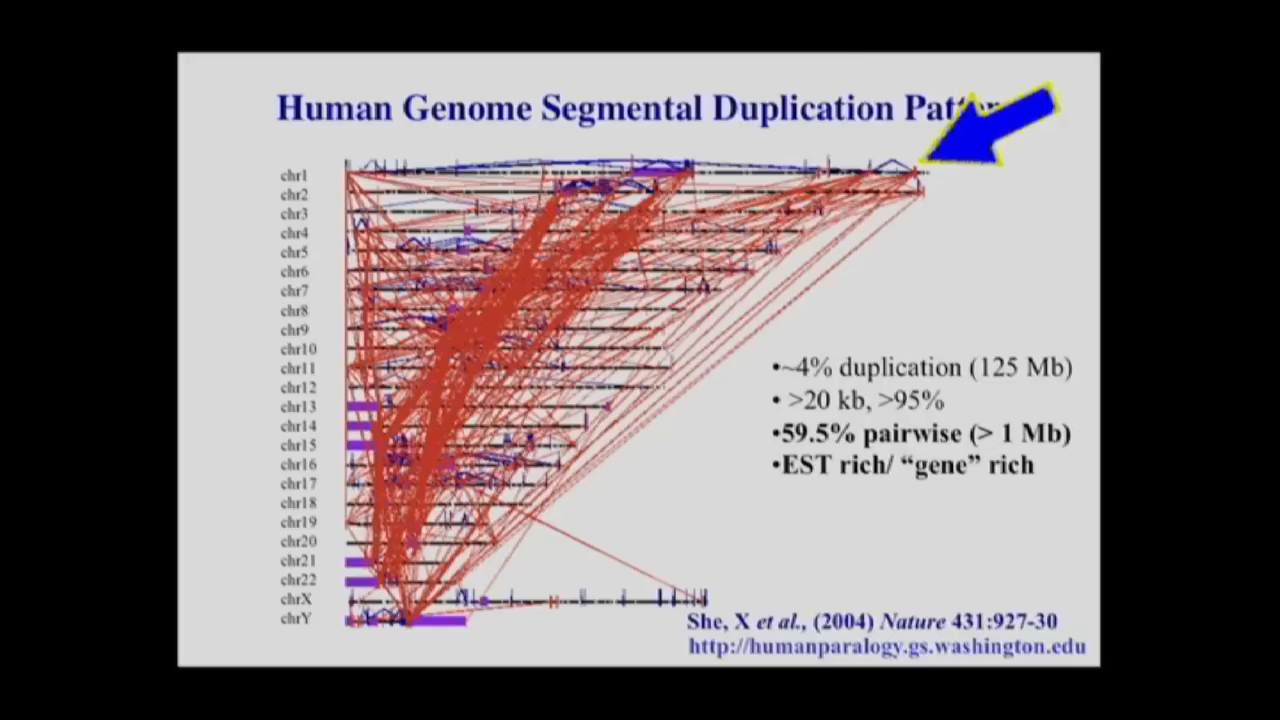 Human Genome Segmental Duplication Patter
chr1
chr2
chr3
chr4
chr5
chr6
chr7
chr8
chr9
chr10
chr11
chr12
chr13
chr14
chr15
chr16
chr17
chr18
chr19
chr20
chr21
chr22
chrX
chrY
•~4% duplication (125 Mb)
• >20 kb, >95%
•59.5% pairwise (> 1 Mb)
•EST rich/ “gene” rich
She, X et al., (2004) Nature 431:927-30
http://humanparalogy.gs.washington.edu